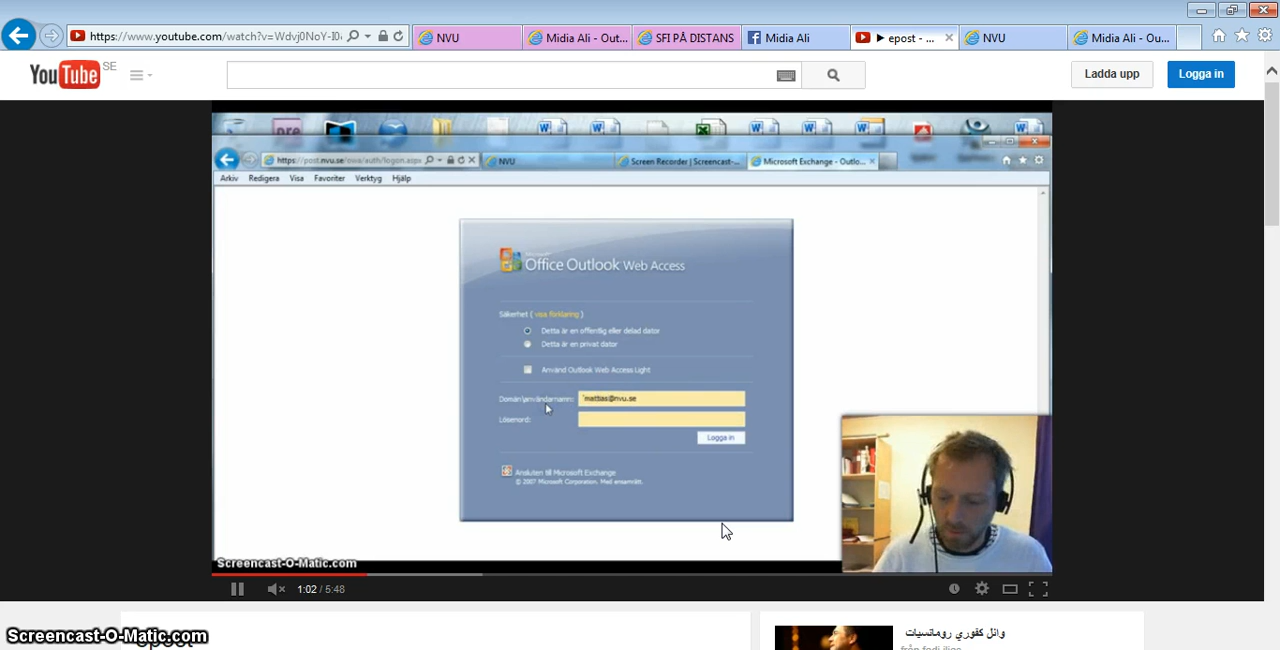 https://www.youtube.com/watch?v=Wdvj0NoY-I0
NVU
Midia Ali - Out...
SFI PÅ DISTANS
Midia Ali
epost - ...
NVU
Midia Ali - Ou...
YouTube SE
Ladda upp
Logga in
https://post.nvu.se/owa/auth/logon.aspx
NVU
Screen Recorder | Screencast-...
Microsoft Exchange - Outlo...
Arkiv Redigera Visa Favoriter Verktyg Hjälp
Microsoft
Office Outlook Web Access
Säkerhet ( visa förklaring )
Detta är en offentlig eller delad dator
Detta är en privat dator
Använd Outlook Web Access Light
Domän\användarnamn: ´mattias@nvu.se
Lösenord:
Logga in
Ansluten till Microsoft Exchange
© 2007 Microsoft Corporation. Med ensamrätt.
Screencast-O-Matic.com
1:02 / 5:48
Screencast-O-Matic.com
وائل كفوري رومانسيات
från fadi ilias